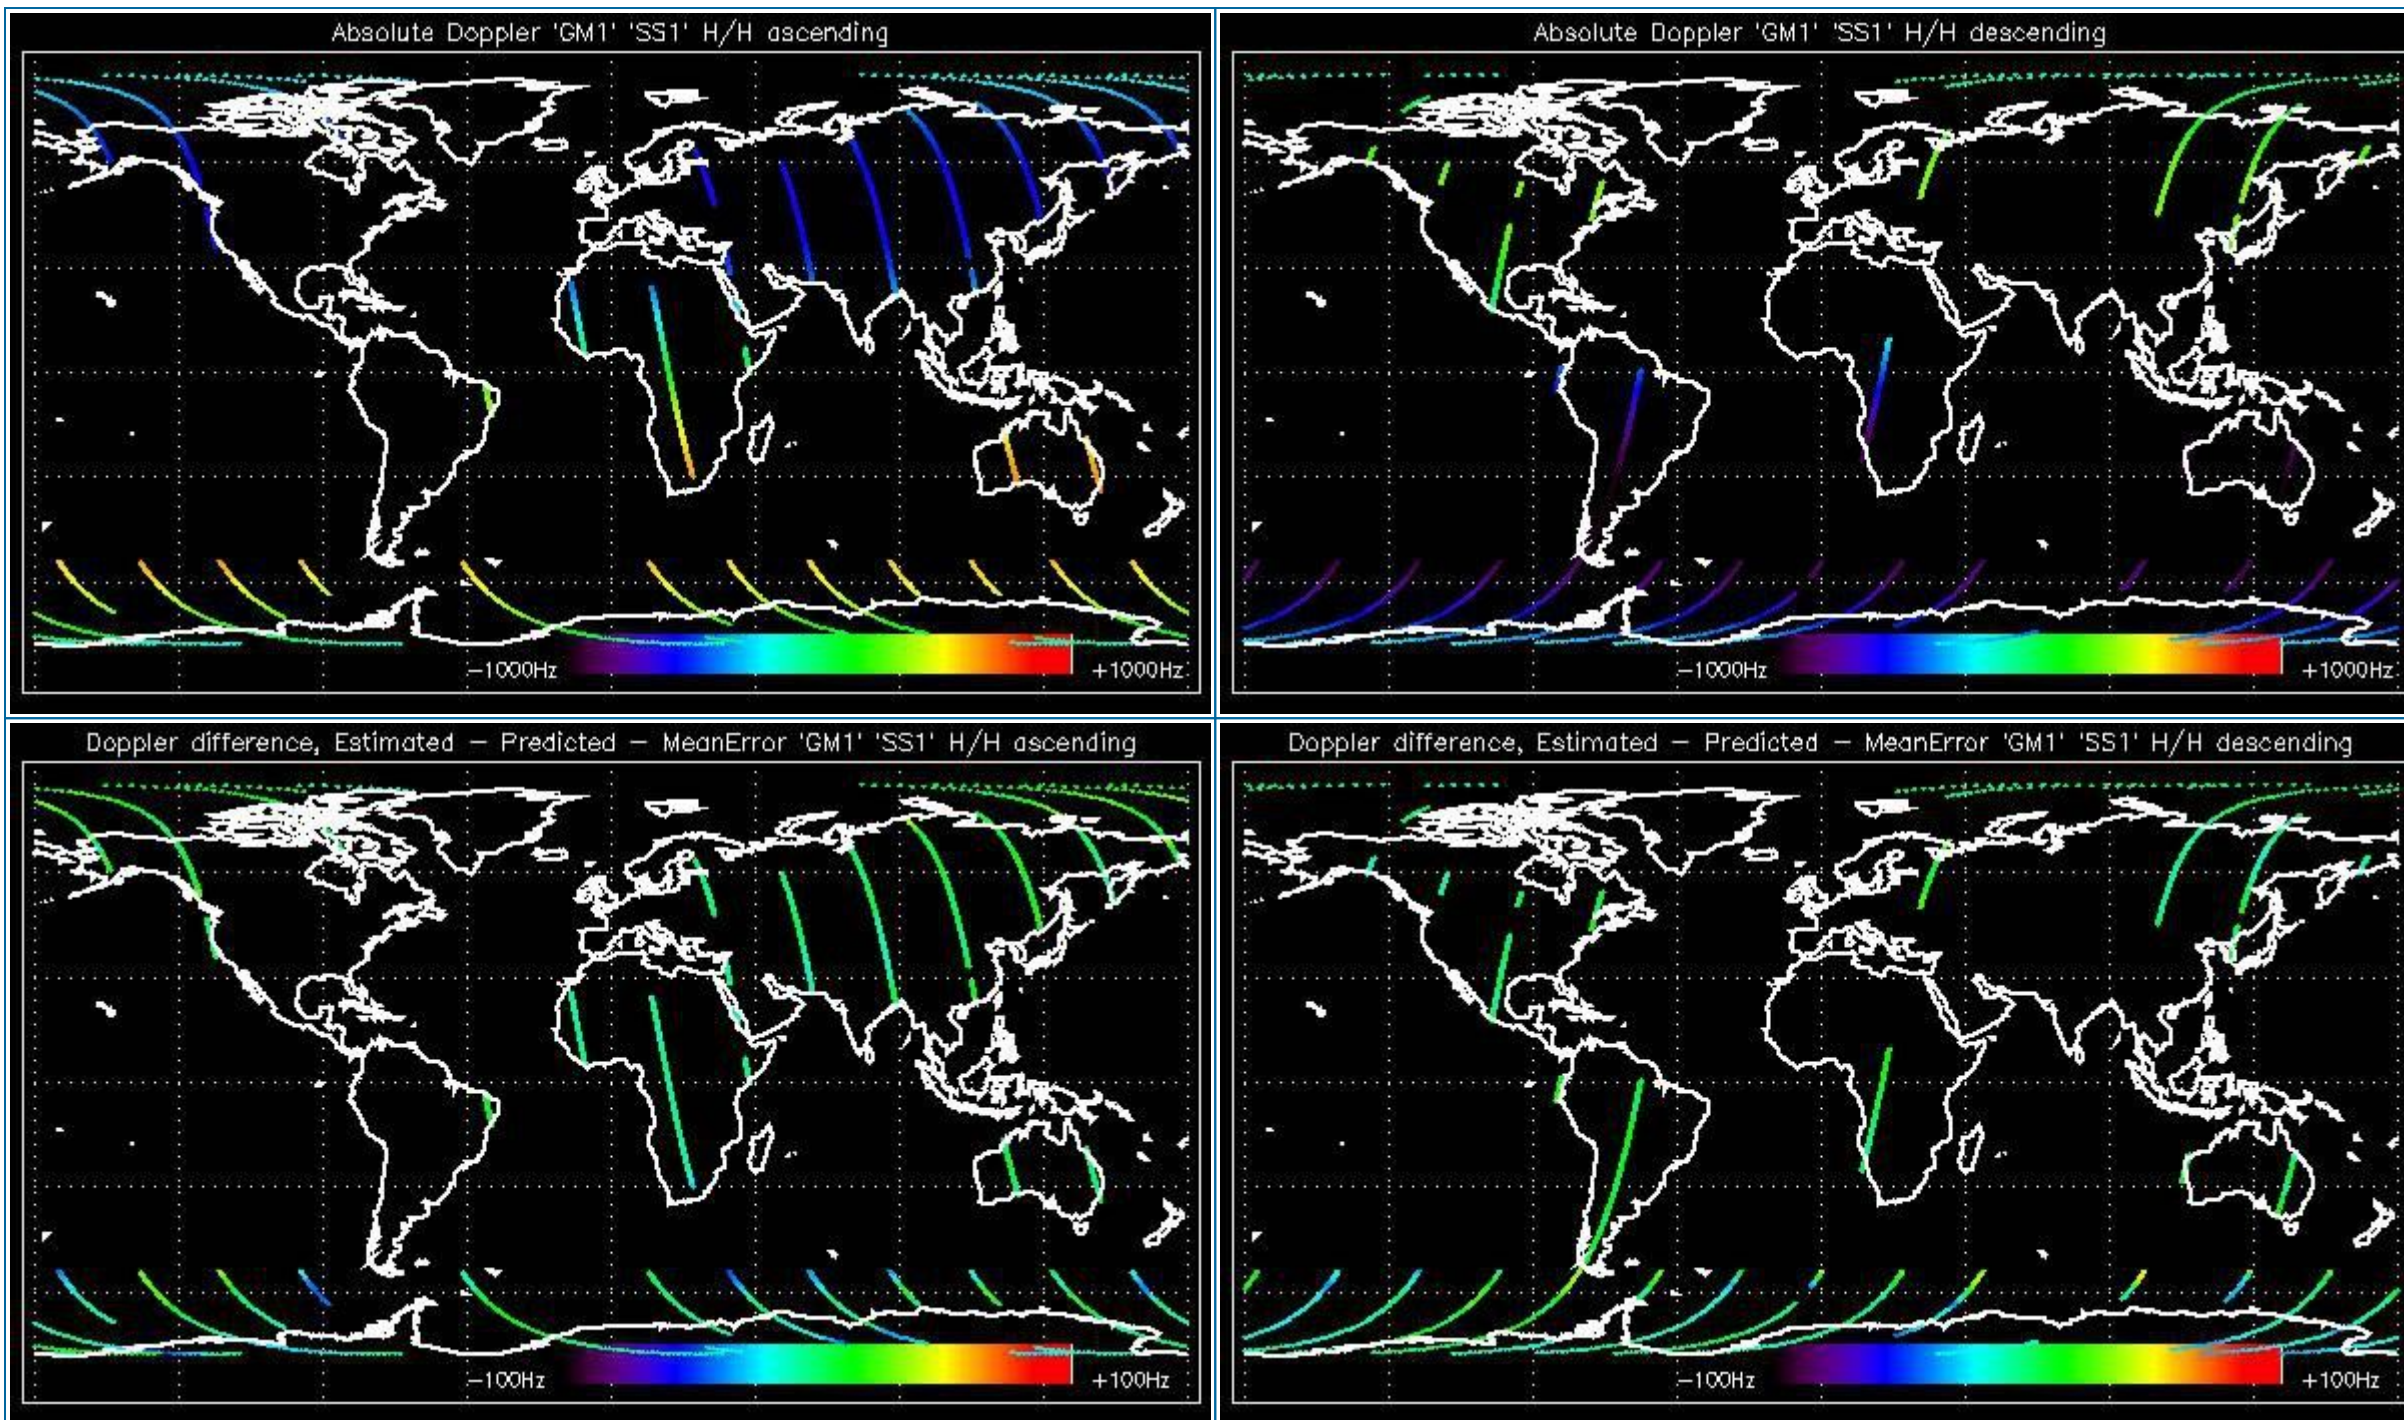 Absolute Doppler 'GM1' 'SS1' H/H ascending
−1000Hz
+1000Hz
Absolute Doppler 'GM1' 'SS1' H/H descending
−1000Hz
+1000Hz
Doppler difference, Estimated − Predicted − MeanError 'GM1' 'SS1' H/H ascending
−100Hz
+100Hz
Doppler difference, Estimated − Predicted − MeanError 'GM1' 'SS1' H/H descending
−100Hz
+100Hz